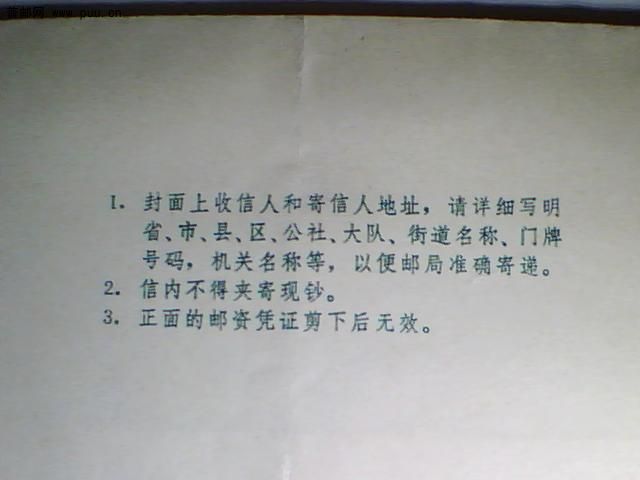 喜邮网 www.puu.cn
1. 封面上收信人和寄信人地址，请详细写明
省、市、县、区、公社、大队、街道名称、门牌
号码，机关名称等，以便邮局准确寄递。
2. 信内不得夹寄现钞。
3. 正面的邮资凭证剪下后无效。